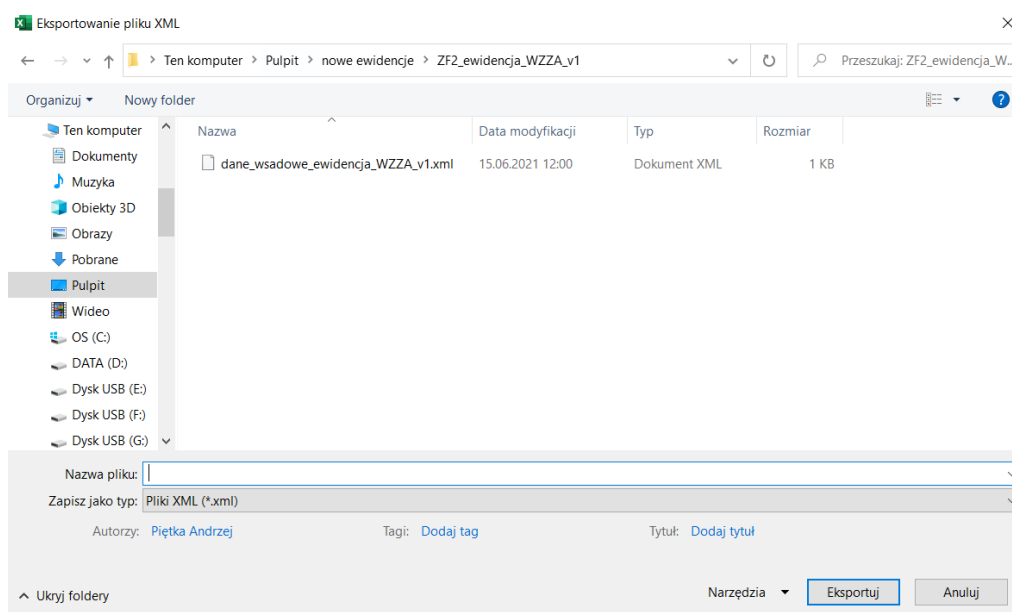 Eksportowanie pliku XML
Ten komputer > Pulpit > nowe ewidencje > ZF2_ewidencja_WZZA_v1
Przeszukaj: ZF2_ewidencja_W...
Organizuj
Nowy folder
Ten komputer
Dokumenty
Muzyka
Obiekty 3D
Obrazy
Pobrane
Pulpit
Wideo
OS (C:)
DATA (D:)
Dysk USB (E:)
Dysk USB (F:)
Dysk USB (G:)
Nazwa Data modyfikacji Typ Rozmiar
dane_wsadowe_ewidencja_WZZA_v1.xml 15.06.2021 12:00 Dokument XML 1 KB
Nazwa pliku:
Zapisz jako typ: Pliki XML (*.xml)
Autorzy: Piętka Andrzej Tagi: Dodaj tag Tytuł: Dodaj tytuł
Ukryj foldery
Narzędzia Eksportuj Anuluj